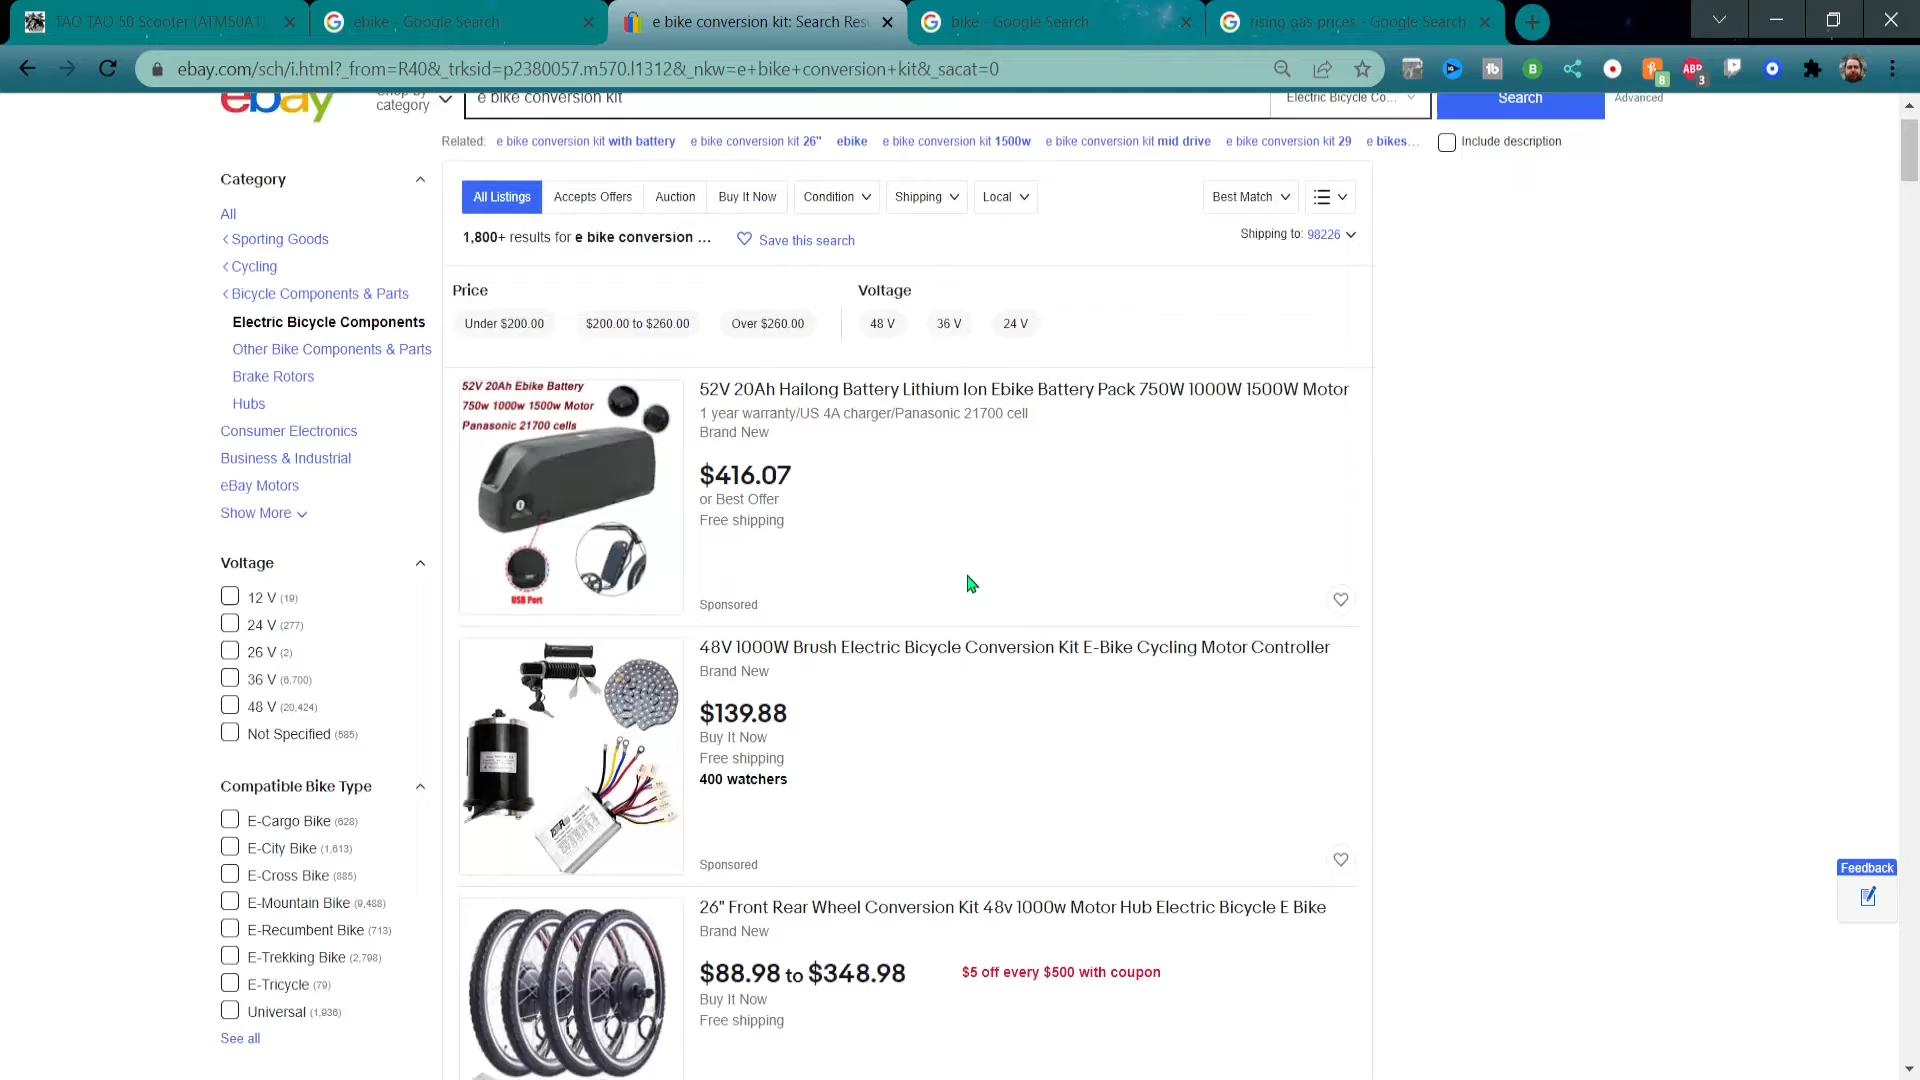 TAO TAO 50 Scooter (ATM50A1)
ebike - Google Search
e bike conversion kit: Search Res
bike - Google Search
rising gas prices - Google Search
ebay.com/sch/i.html?_from=R40&_trksid=p2380057.m570.l1312&_nkw=e+bike+conversion+kit&_sacat=0
8
ABP
3
ebay
Shop by
category
e bike conversion kit
Electric Bicycle Co...
Search
Advanced
Related: e bike conversion kit with battery e bike conversion kit 26" ebike e bike conversion kit 1500w e bike conversion kit mid drive e bike conversion kit 29 e bikes...
Include description
Category
All
Sporting Goods
Cycling
Bicycle Components & Parts
Electric Bicycle Components
Other Bike Components & Parts
Brake Rotors
Hubs
Consumer Electronics
Business & Industrial
eBay Motors
Show More
Voltage
12 V (19)
24 V (277)
26 V (2)
36 V (6,700)
48 V (20,424)
Not Specified (585)
Compatible Bike Type
E-Cargo Bike (628)
E-City Bike (1,613)
E-Cross Bike (885)
E-Mountain Bike (9,488)
E-Recumbent Bike (713)
E-Trekking Bike (2,798)
E-Tricycle (79)
Universal (1,936)
See all
All Listings Accepts Offers Auction Buy It Now Condition Shipping Local
Best Match
1,800+ results for e bike conversion ...
Save this search
Shipping to: 98226
Price
Under $200.00 $200.00 to $260.00 Over $260.00
Voltage
48 V 36 V 24 V
52V 20Ah Ebike Battery
750w 1000w 1500w Motor
Panasonic 21700 cells
USB Port
52V 20Ah Hailong Battery Lithium Ion Ebike Battery Pack 750W 1000W 1500W Motor
1 year warranty/US 4A charger/Panasonic 21700 cell
Brand New
$416.07
or Best Offer
Free shipping
Sponsored
48V 1000W Brush Electric Bicycle Conversion Kit E-Bike Cycling Motor Controller
Brand New
$139.88
Buy It Now
Free shipping
400 watchers
Sponsored
26" Front Rear Wheel Conversion Kit 48v 1000w Motor Hub Electric Bicycle E Bike
Brand New
$88.98 to $348.98
$5 off every $500 with coupon
Buy It Now
Free shipping
Feedback